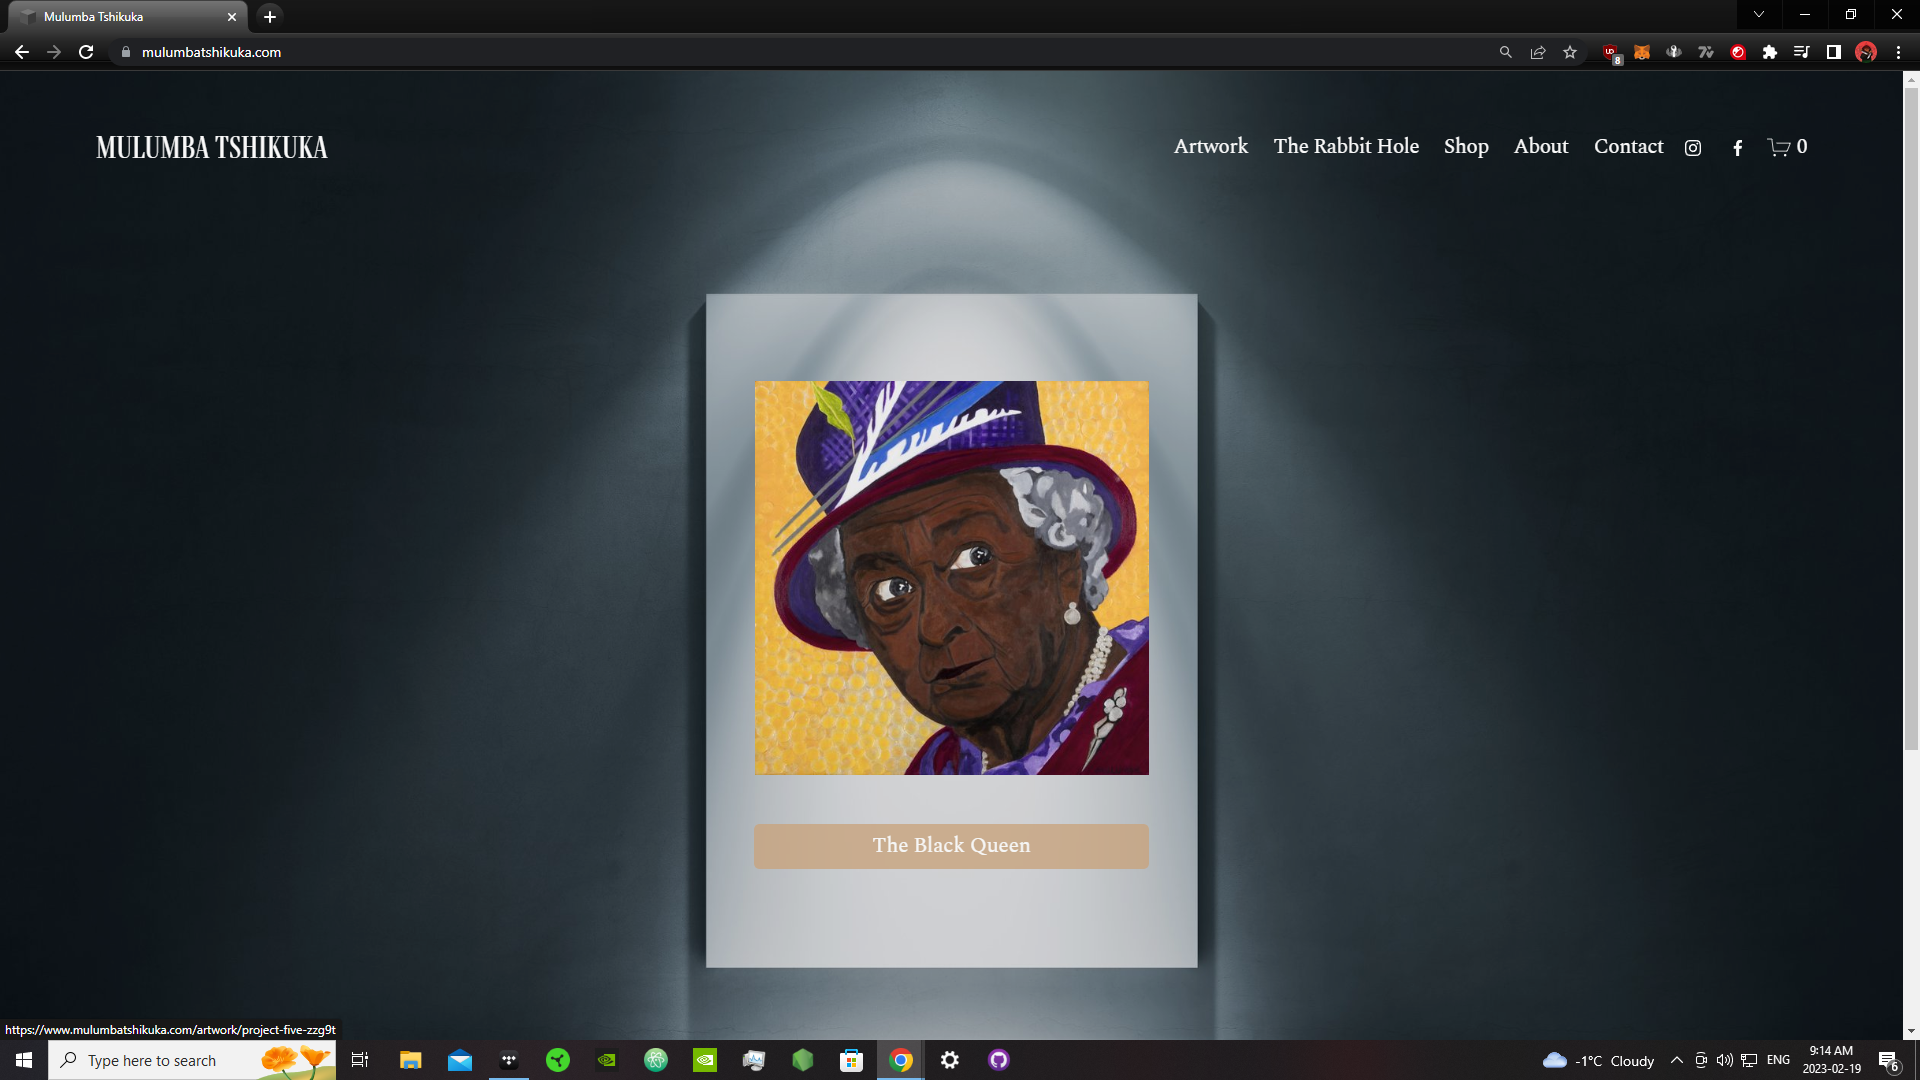 Mulumba Tshikuka
mulumbatshikuka.com
8
MULUMBA TSHIKUKA
Artwork
The Rabbit Hole
Shop
About
Contact
0
The Black Queen
https://www.mulumbatshikuka.com/artwork/project-five-zzg9t
Type here to search
-1°C Cloudy
ENG
9:14 AM
2023-02-19
6